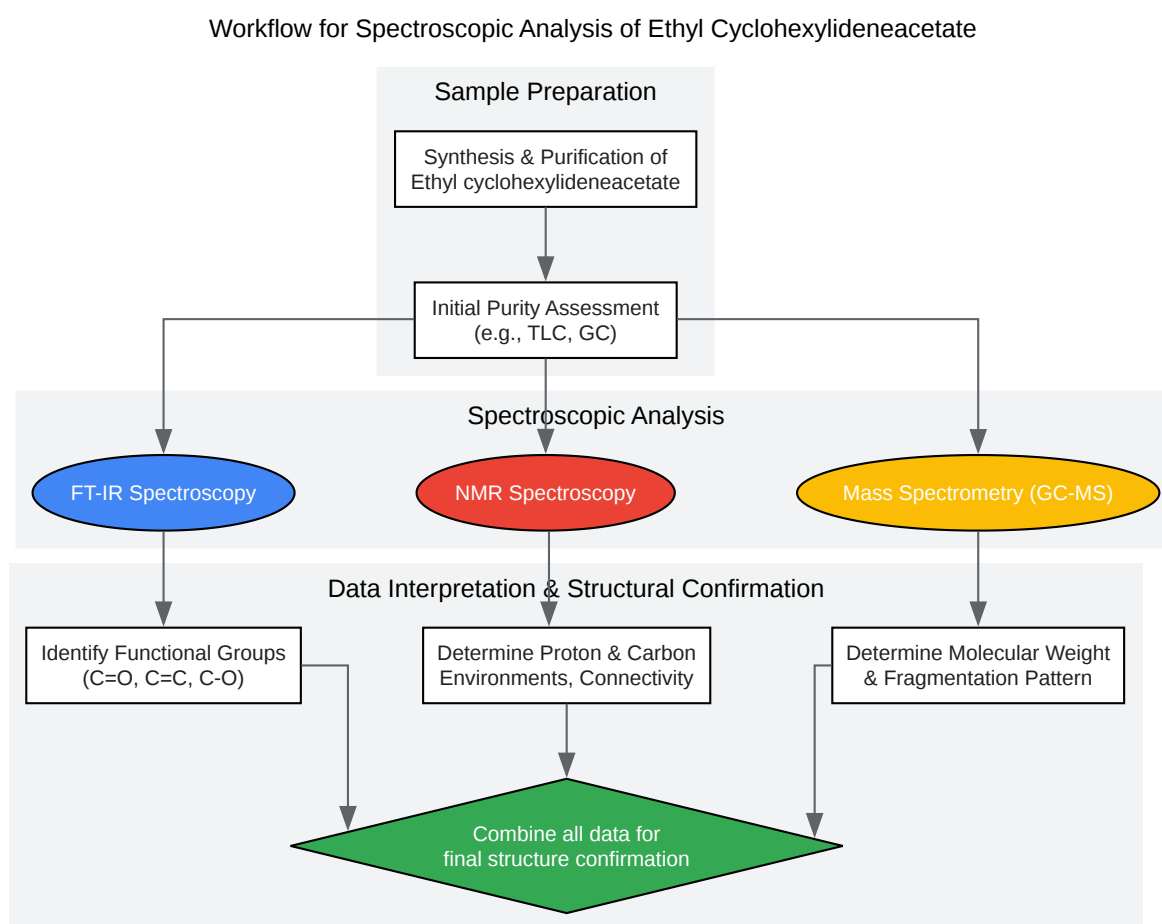 Workflow for Spectroscopic Analysis of Ethyl Cyclohexylideneacetate
Sample Preparation
Synthesis & Purification of
Ethyl cyclohexylideneacetate
Initial Purity Assessment
(e.g., TLC, GC)
Spectroscopic Analysis
FT-IR Spectroscopy
NMR Spectroscopy
Mass Spectrometry (GC-MS)
Data Interpretation & Structural Confirmation
Identify Functional Groups
(C=O, C=C, C-O)
Determine Proton & Carbon
Environments, Connectivity
Determine Molecular Weight
& Fragmentation Pattern
Combine all data for
final structure confirmation